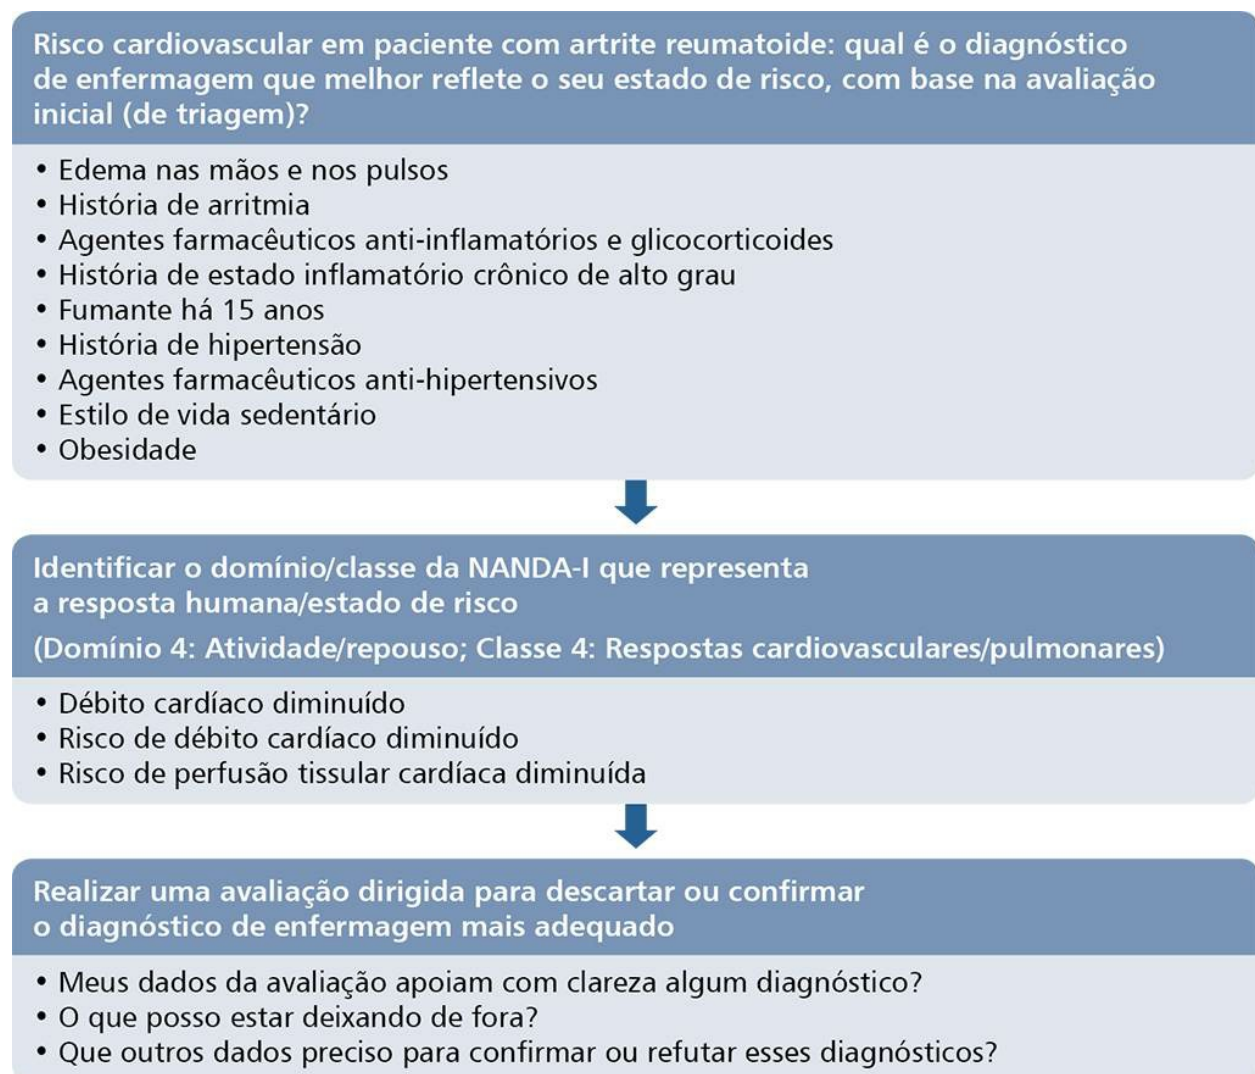 Risco cardiovascular em paciente com artrite reumatoide: qual é o diagnóstico
de enfermagem que melhor reflete o seu estado de risco, com base na avaliação
inicial (de triagem)?
• Edema nas mãos e nos pulsos
• História de arritmia
• Agentes farmacêuticos anti-inflamatórios e glicocorticoides
• História de estado inflamatório crônico de alto grau
• Fumante há 15 anos
• História de hipertensão
• Agentes farmacêuticos anti-hipertensivos
• Estilo de vida sedentário
• Obesidade
Identificar o domínio/classe da NANDA-I que representa
a resposta humana/estado de risco
(Domínio 4: Atividade/repouso; Classe 4: Respostas cardiovasculares/pulmonares)
• Débito cardíaco diminuído
• Risco de débito cardíaco diminuído
• Risco de perfusão tissular cardíaca diminuída
Realizar uma avaliação dirigida para descartar ou confirmar
o diagnóstico de enfermagem mais adequado
• Meus dados da avaliação apoiam com clareza algum diagnóstico?
• O que posso estar deixando de fora?
• Que outros dados preciso para confirmar ou refutar esses diagnósticos?